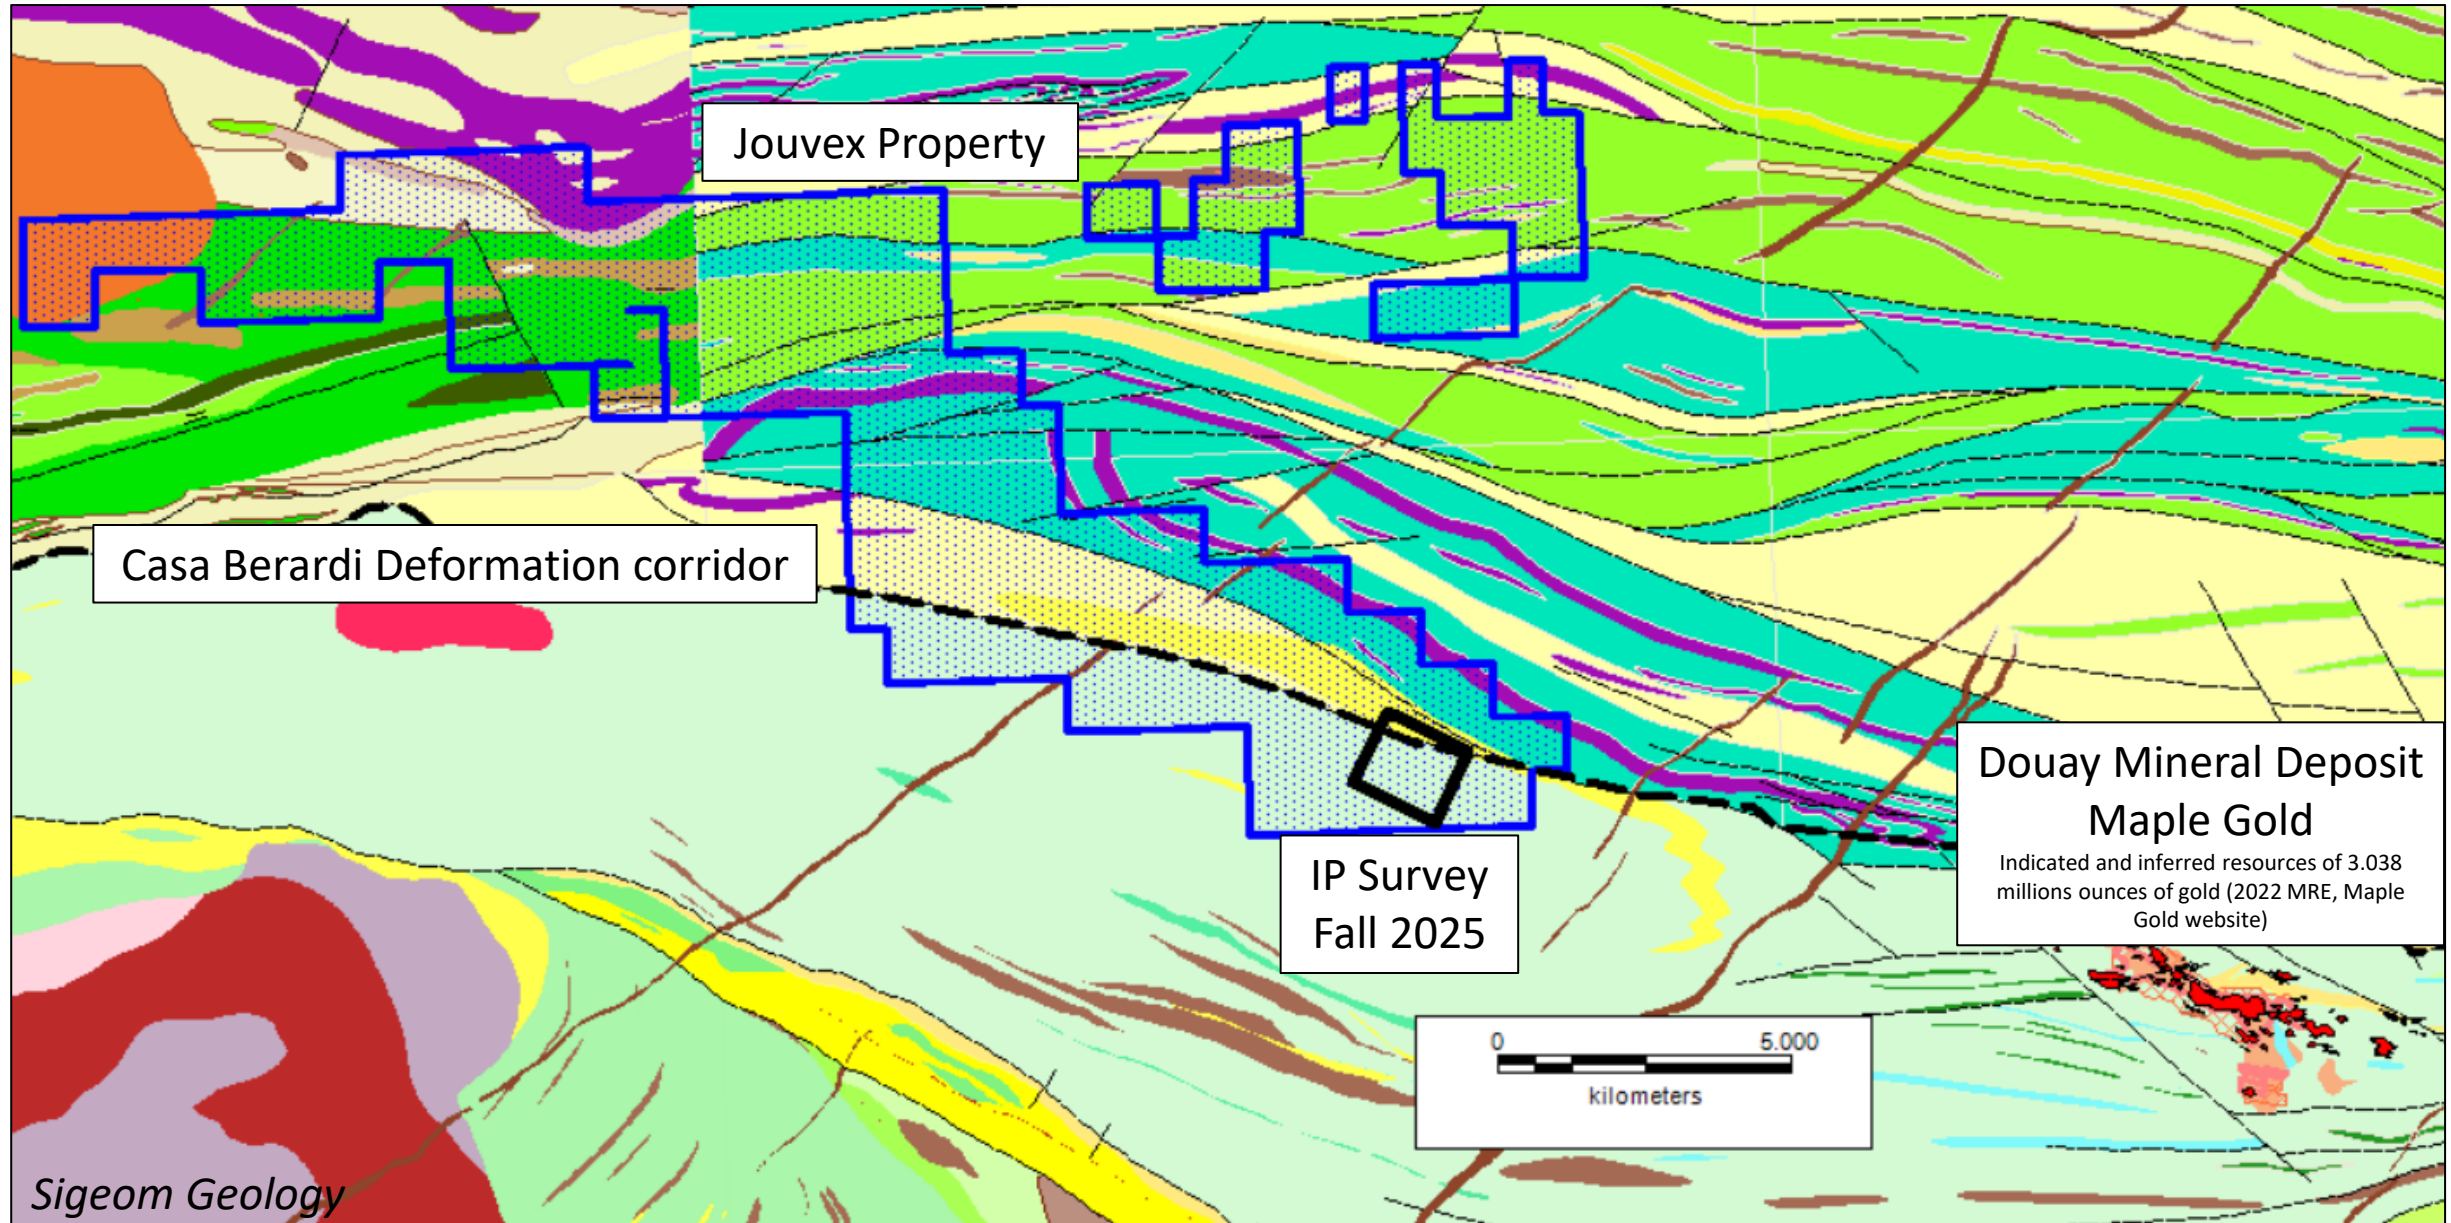 Jouvex Property
Casa Berardi Deformation corridor
Douay Mineral Deposit
Maple Gold
Indicated and inferred resources of 3.038
millions ounces of gold (2022 MRE, Maple
Gold website)
IP Survey
Fall 2025
0 5.000
kilometers
Sigeom Geology